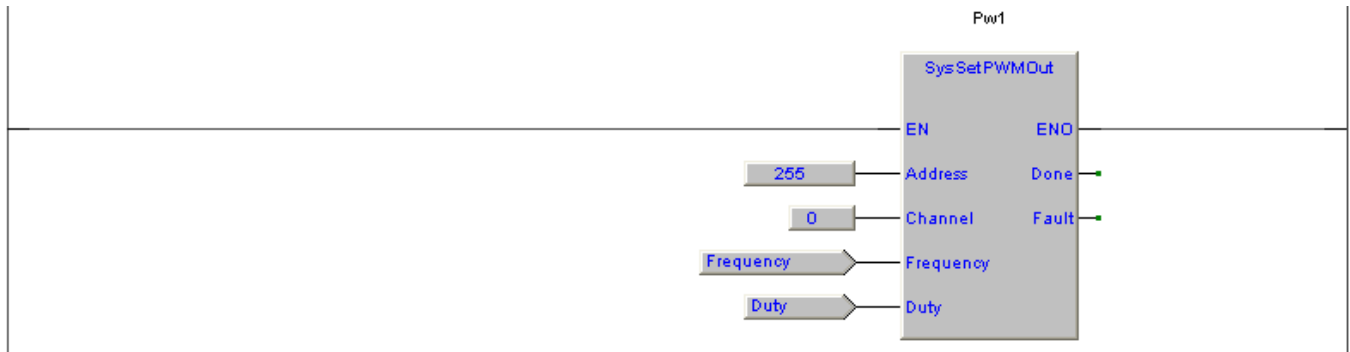 Pw1
SysSetPWMOut
EN ENO
255 Address Done
0 Channel Fault
Frequency Frequency
Duty Duty